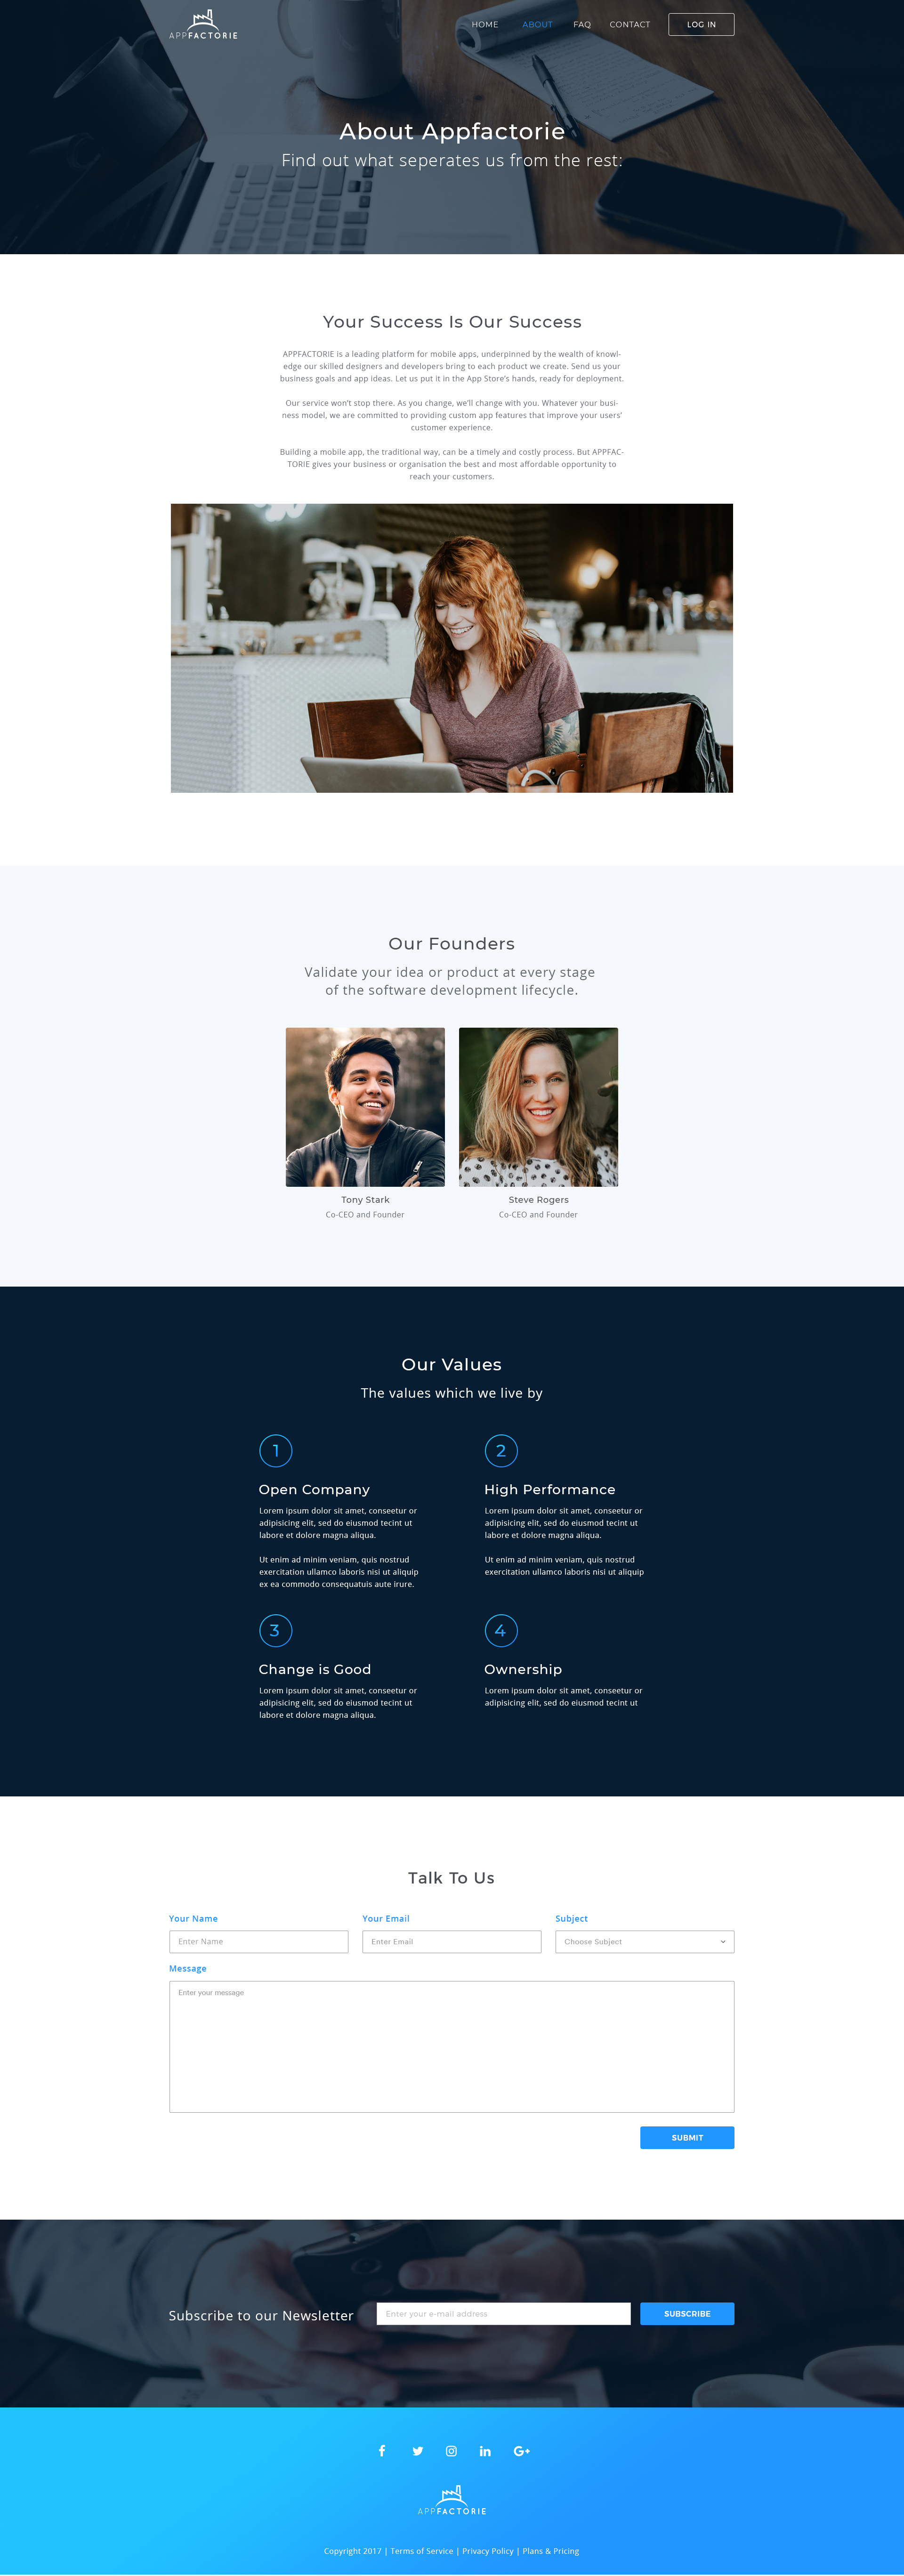 APPFACTORIE
HOME
ABOUT
FAQ
CONTACT
LOG IN
About Appfactorie
Find out what seperates us from the rest:
Your Success Is Our Success
APPFACTORIE is a leading platform for mobile apps, underpinned by the wealth of knowl-
edge our skilled designers and developers bring to each product we create. Send us your
business goals and app ideas. Let us put it in the App Store's hands, ready for deployment.
Our service won't stop there. As you change, we'll change with you. Whatever your busi-
ness model, we are committed to providing custom app features that improve your users'
customer experience.
Building a mobile app, the traditional way, can be a timely and costly process. But APPFAC-
TORIE gives your business or organisation the best and most affordable opportunity to
reach your customers.
Our Founders
Validate your idea or product at every stage
of the software development lifecycle.
Tony Stark
Co-CEO and Founder
Steve Rogers
Co-CEO and Founder
Our Values
The values which we live by
1
Open Company
Lorem ipsum dolor sit amet, conseetur or
adipisicing elit, sed do eiusmod tecint ut
labore et dolore magna aliqua.
Ut enim ad minim veniam, quis nostrud
exercitation ullamco laboris nisi ut aliquip
ex ea commodo consequatuis aute irure.
2
High Performance
Lorem ipsum dolor sit amet, conseetur or
adipisicing elit, sed do eiusmod tecint ut
labore et dolore magna aliqua.
Ut enim ad minim veniam, quis nostrud
exercitation ullamco laboris nisi ut aliquip
3
Change is Good
Lorem ipsum dolor sit amet, conseetur or
adipisicing elit, sed do eiusmod tecint ut
labore et dolore magna aliqua.
4
Ownership
Lorem ipsum dolor sit amet, conseetur or
adipisicing elit, sed do eiusmod tecint ut
Talk To Us
Your Name
Enter Name
Your Email
Enter Email
Subject
Choose Subject
Message
Enter your message
SUBMIT
Subscribe to our Newsletter
Enter your e-mail address
SUBSCRIBE
APPFACTORIE
Copyright 2017 | Terms of Service | Privacy Policy | Plans & Pricing